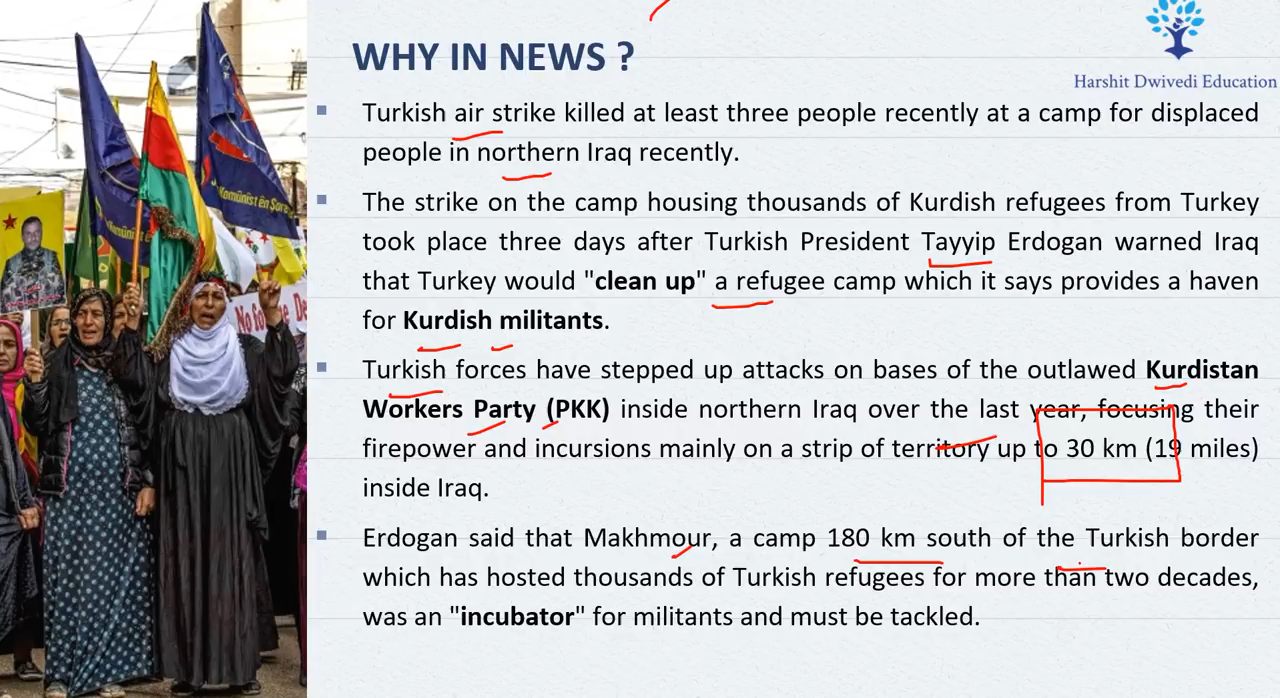 WHY IN NEWS ?
Harshit Dwivedi Education
Turkish air strike killed at least three people recently at a camp for displaced
people in northern Iraq recently.
The strike on the camp housing thousands of Kurdish refugees from Turkey
took place three days after Turkish President Tayyip Erdogan warned Iraq
that Turkey would "clean up" a refugee camp which it says provides a haven
for Kurdish militants.
Turkish forces have stepped up attacks on bases of the outlawed Kurdistan
Workers Party (PKK) inside northern Iraq over the last year, focusing their
firepower and incursions mainly on a strip of territory up to 30 km (19 miles)
inside Iraq.
Erdogan said that Makhmour, a camp 180 km south of the Turkish border
which has hosted thousands of Turkish refugees for more than two decades,
was an "incubator" for militants and must be tackled.
Komûnist ên
No